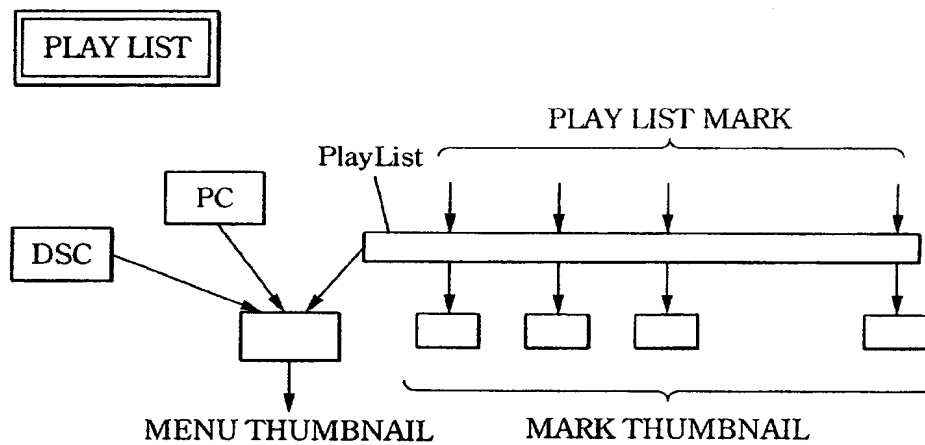 PLAY LIST
PLAY LIST MARK
PlayList
PC
DSC
MENU THUMBNAIL
MARK THUMBNAIL